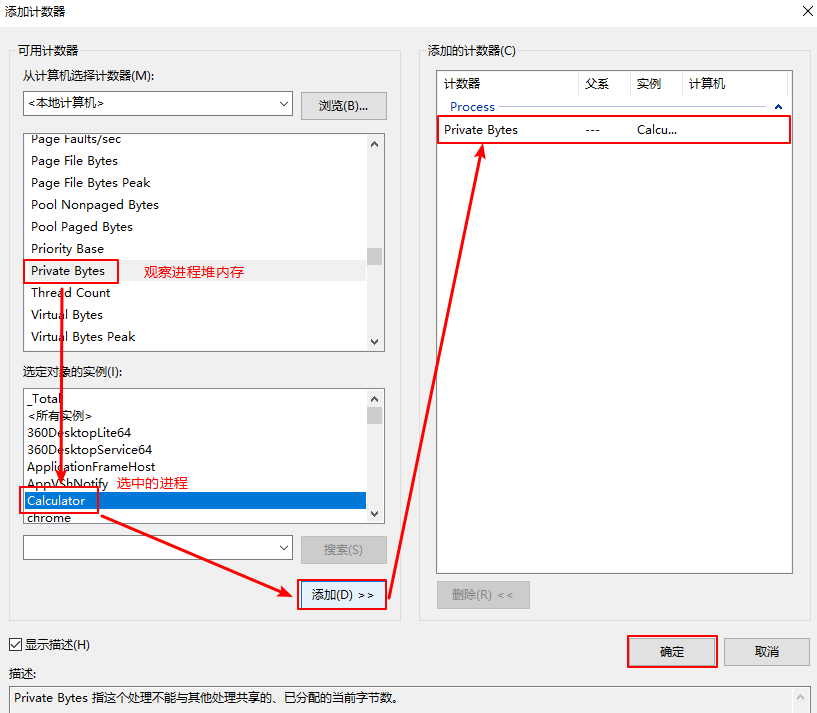 添加计数器
可用计数器
从计算机选择计数器(M):
<本地计算机>
浏览(B)...
Page Faults/sec
Page File Bytes
Page File Bytes Peak
Pool Nonpaged Bytes
Pool Paged Bytes
Priority Base
Private Bytes 观察进程堆内存
Thread Count
Virtual Bytes
Virtual Bytes Peak
选定对象的实例(I):
_Total
<所有实例>
360DesktopLite64
360DesktopService64
ApplicationFrameHost
AppVShNotify 选中的进程
Calculator
chrome
搜索(S)
添加(D) >>
添加的计数器(C)
计数器 父系 实例 计算机
Process
Private Bytes --- Calcu...
删除(R) <<
显示描述(H)
确定
取消
描述:
Private Bytes 指这个处理不能与其他处理共享的、已分配的当前字节数。